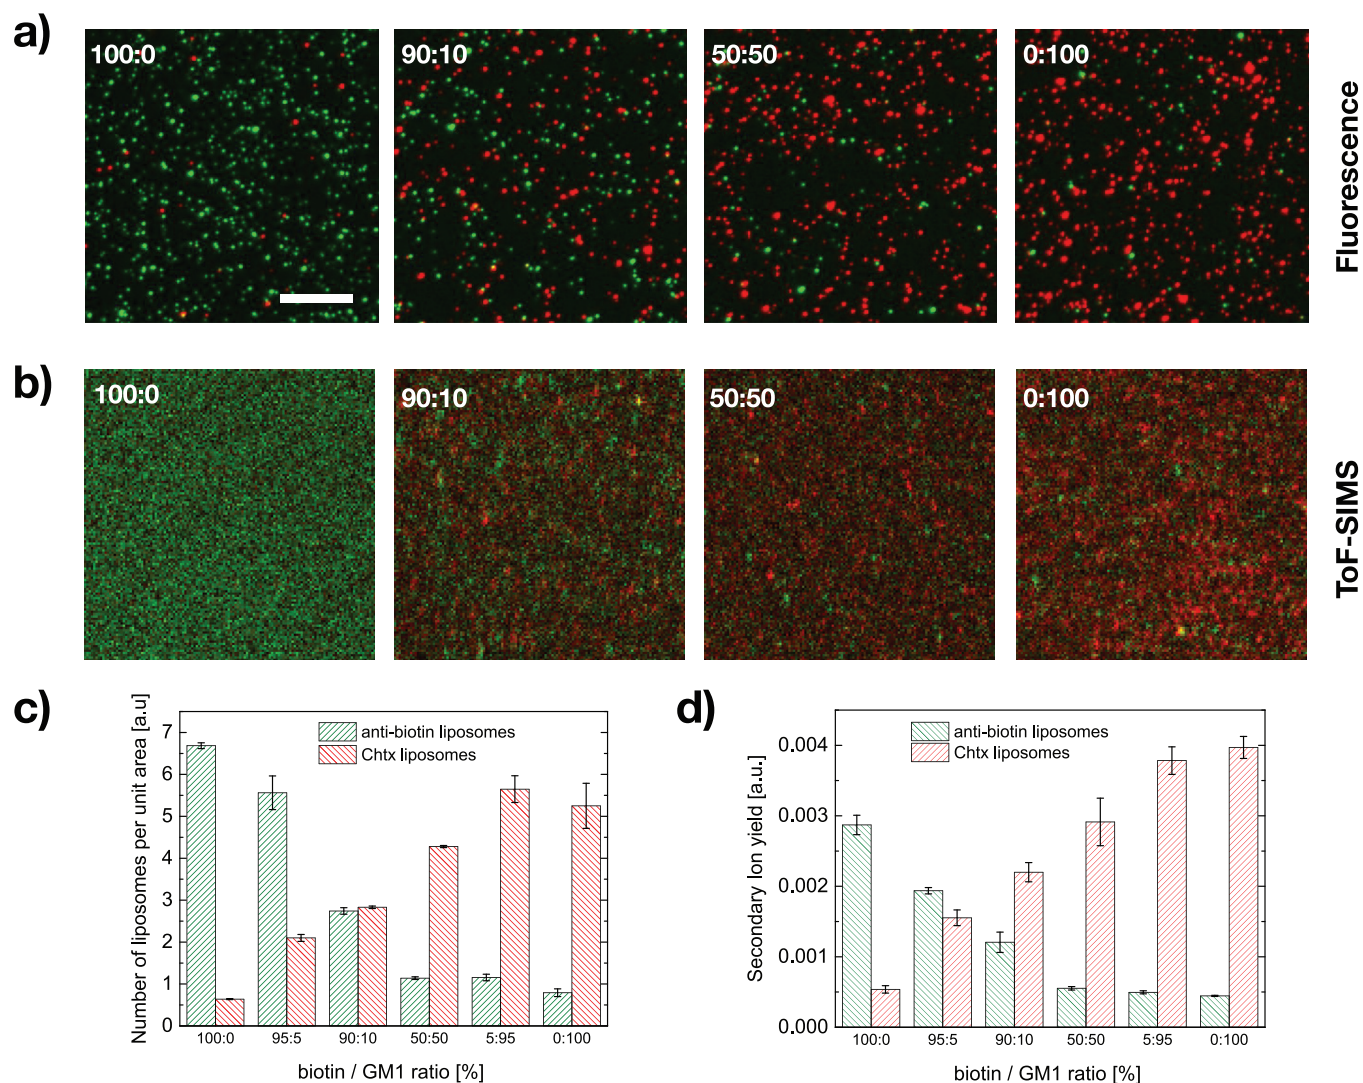 a)
100:0
90:10
50:50
0:100
Fluorescence
b)
100:0
90:10
50:50
0:100
ToF-SIMS
c)
Number of liposomes per unit area [a.u]
7
6
5
4
3
2
1
0
anti-biotin liposomes
Chtx liposomes
100:0
95:5
90:10
50:50
5:95
0:100
biotin / GM1 ratio [%]
d)
Secondary Ion yield [a.u.]
0.004
0.003
0.002
0.001
0.000
anti-biotin liposomes
Chtx liposomes
100:0
95:5
90:10
50:50
5:95
0:100
biotin / GM1 ratio [%]